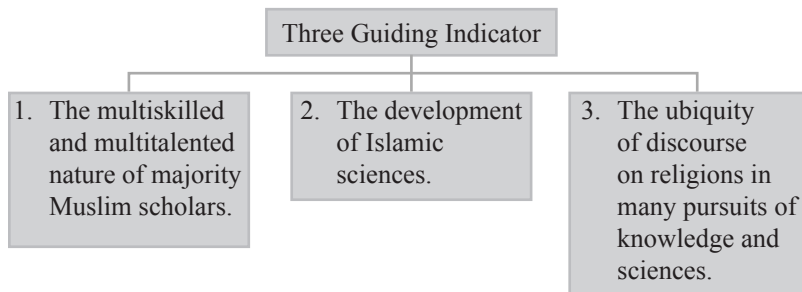 Three Guiding Indicator
1. The multiskilled
and multitalented
nature of majority
Muslim scholars.
2. The development
of Islamic
sciences.
3. The ubiquity
of discourse
on religions in
many pursuits of
knowledge and
sciences.